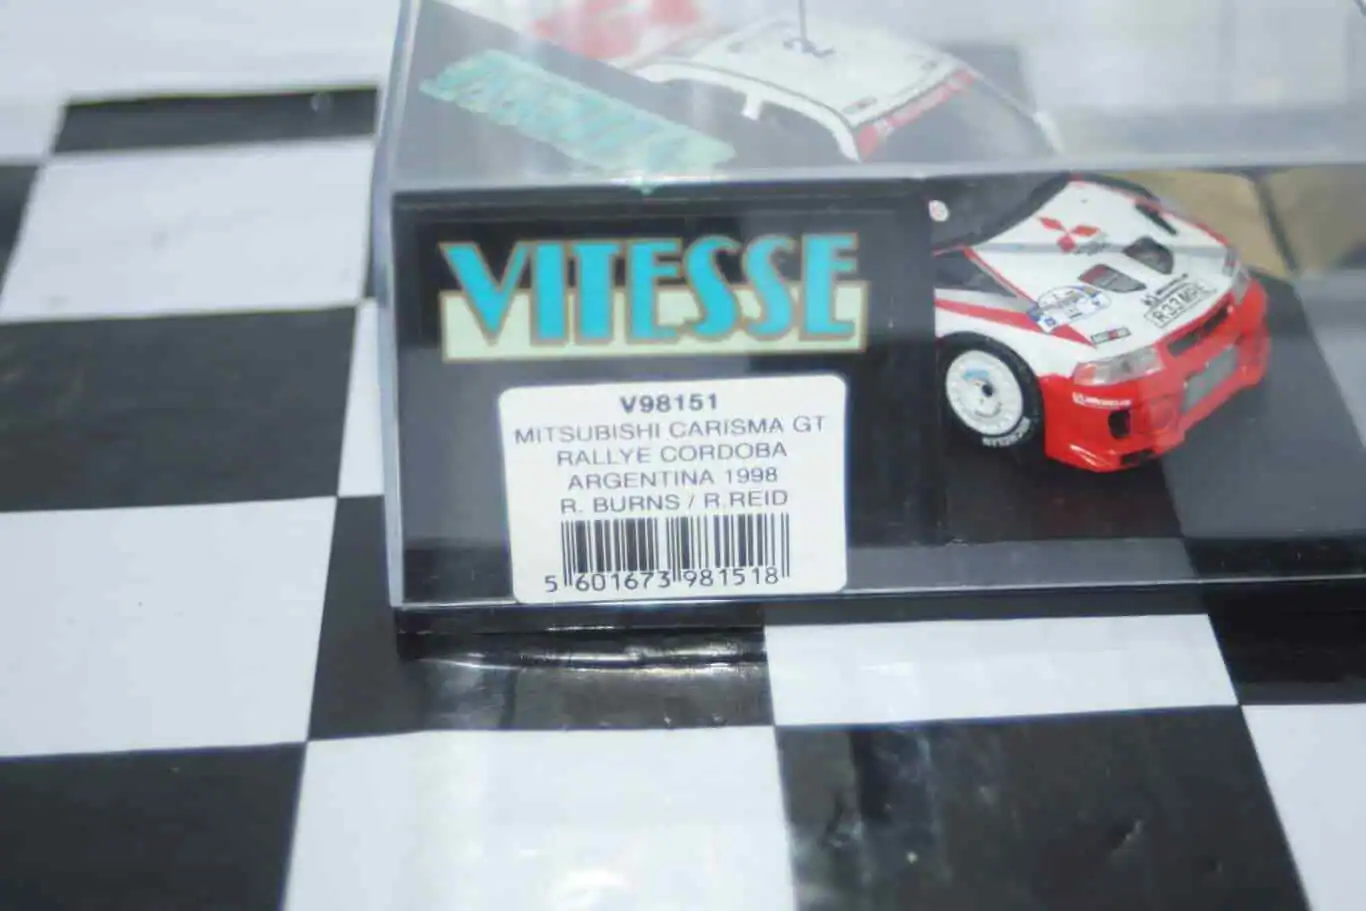 VITESSE
V98151
MITSUBISHI CARISMA GT
RALLYE CORDOBA
ARGENTINA 1998
R. BURNS / R.REID
5 601673 981518